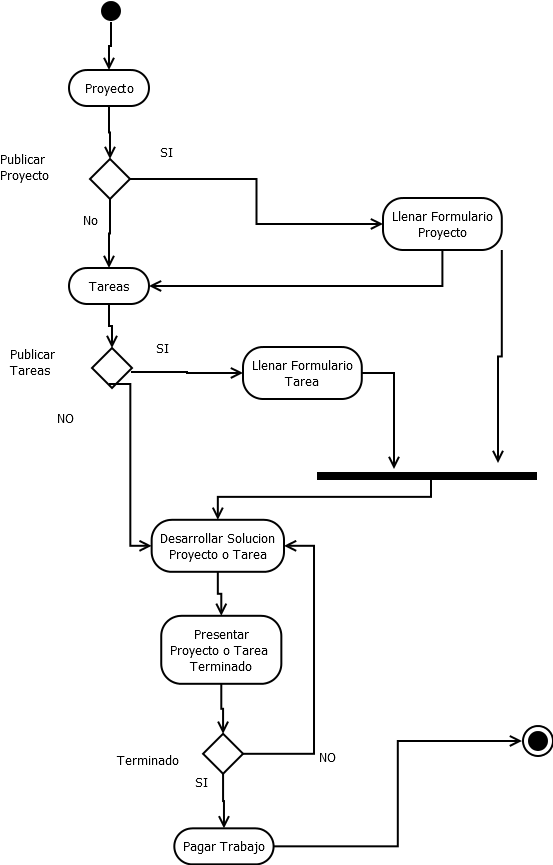 Proyecto
SI
Publicar
Proyecto
No
Llenar Formulario
Proyecto
Tareas
Publicar
Tareas
SI
Llenar Formulario
Tarea
NO
Desarrollar Solucion
Proyecto o Tarea
Presentar
Proyecto o Tarea
Terminado
Terminado
NO
SI
Pagar Trabajo